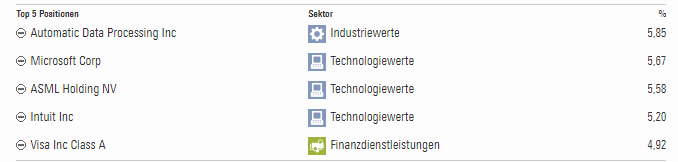 Top 5 Positionen Sektor %
Automatic Data Processing Inc Industriewerte 5,85
Microsoft Corp Technologiewerte 5,67
ASML Holding NV Technologiewerte 5,58
Intuit Inc Technologiewerte 5,20
Visa Inc Class A Finanzdienstleistungen 4,92